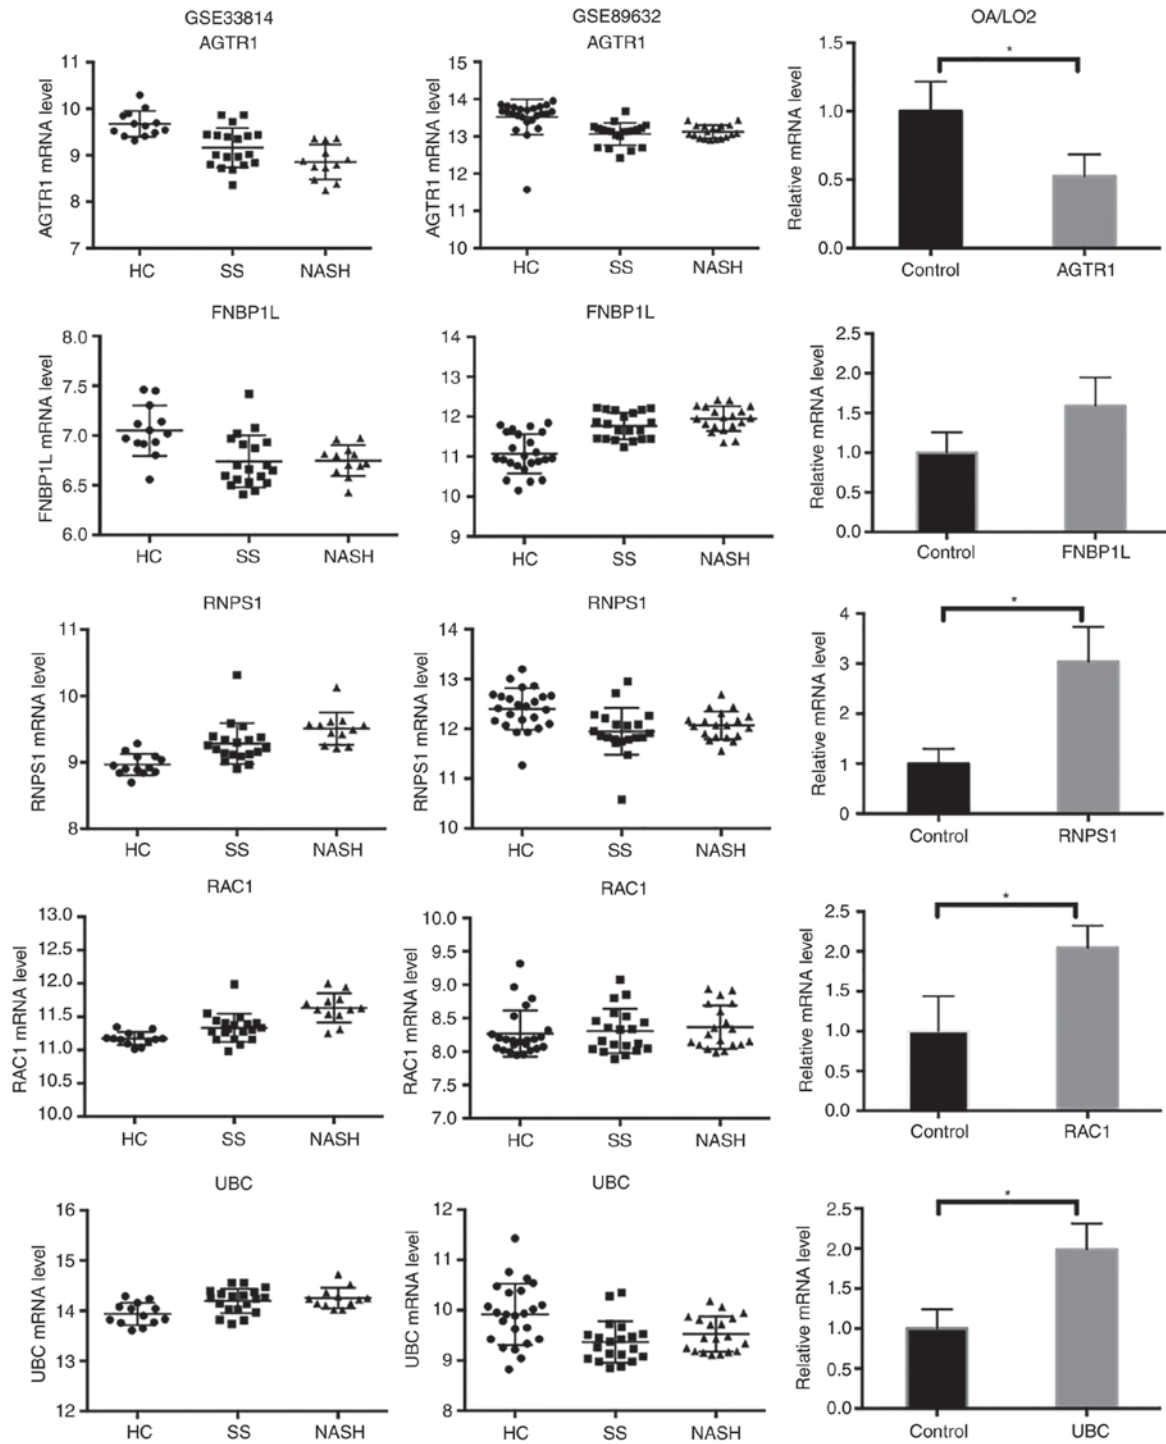 GSE33814
AGTR1
AGTR1 mRNA level
11
10
9
8
7
HC SS NASH
GSE89632
AGTR1
AGTR1 mRNA level
15
14
13
12
11
10
HC SS NASH
OA/LO2
Relative mRNA level
1.5
1.0
0.5
0.0
*
Control AGTR1
FNBP1L
FNBP1L mRNA level
8.0
7.5
7.0
6.5
6.0
HC SS NASH
FNBP1L
14
13
12
11
10
9
HC SS NASH
Relative mRNA level
2.5
2.0
1.5
1.0
0.5
0.0
Control FNBP1L
RNPS1
RNPS1 mRNA level
11
10
9
8
HC SS NASH
RNPS1
RNPS1 mRNA level
14
13
12
11
10
HC SS NASH
Relative mRNA level
4
3
2
1
0
*
Control RNPS1
RAC1
RAC1 mRNA level
13.0
12.5
12.0
11.5
11.0
10.5
10.0
HC SS NASH
RAC1
RAC1 mRNA level
10.0
9.0
8.5
8.0
7.5
7.0
HC SS NASH
Relative mRNA level
2.5
2.0
1.5
1.0
0.5
0.0
*
Control RAC1
UBC
UBC mRNA level
16
15
14
13
12
HC SS NASH
UBC
UBC mRNA level
12
11
10
9
8
HC SS NASH
Relative mRNA level
2.5
2.0
1.5
1.0
0.5
0.0
*
Control UBC